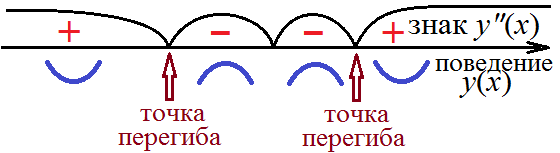 + - - + знак y″(x)
поведение
y(x)
точка
перегиба
точка
перегиба